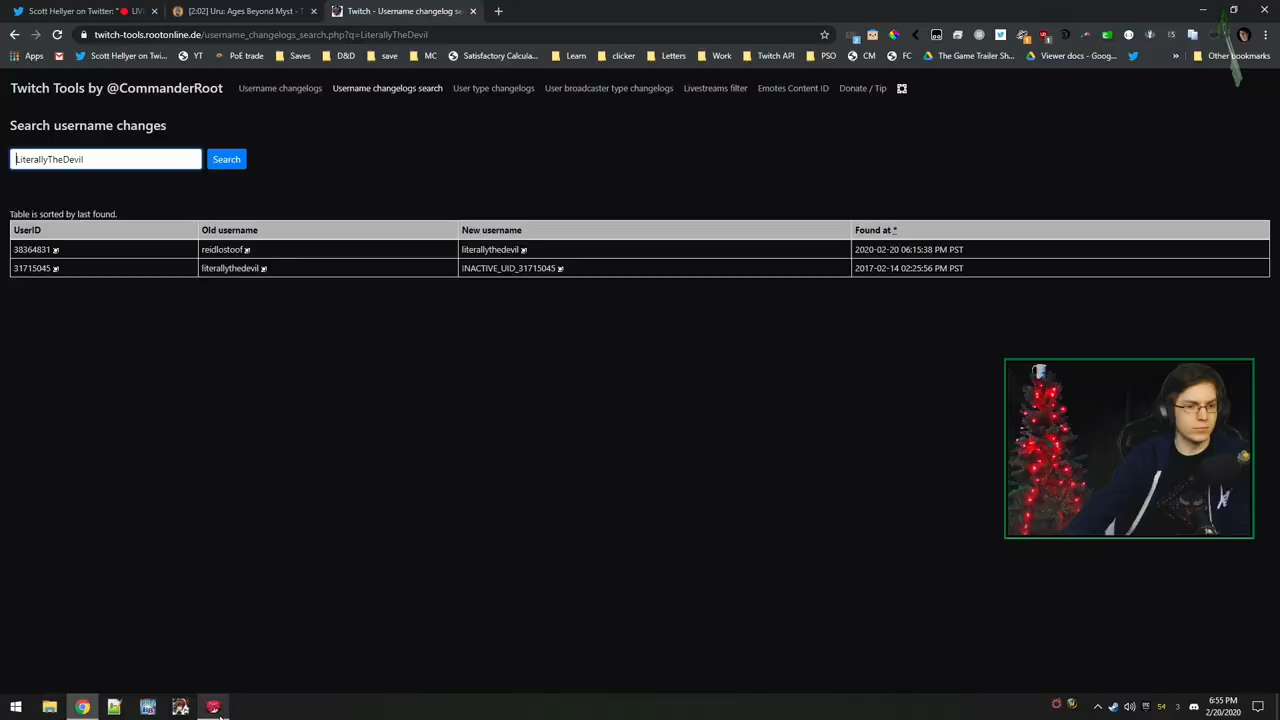 Scott Hellyer on Twitter: "🔴 LIV
[2:02] Uru: Ages Beyond Myst - T
Twitch - Username changelog se
twitch-tools.rootonline.de/username_changelogs_search.php?q=LiterallyTheDevil
Apps
Scott Hellyer on Twi...
YT
PoE trade
Saves
D&D
save
MC
Satisfactory Calcula...
Learn
clicker
Letters
Work
Twitch API
PSO
CM
FC
The Game Trailer Sh...
Viewer docs - Goog...
»
Other bookmarks
Twitch Tools by @CommanderRoot
Username changelogs
Username changelogs search
User type changelogs
User broadcaster type changelogs
Livestreams filter
Emotes Content ID
Donate / Tip
Search username changes
LiterallyTheDevil
Search
Table is sorted by last found.
UserID Old username New username Found at *
38364831 reidlostoof literallythedevil 2020-02-20 06:15:38 PM PST
31715045 literallythedevil INACTIVE_UID_31715045 2017-02-14 02:25:56 PM PST
54 3
6:55 PM
2/20/2020